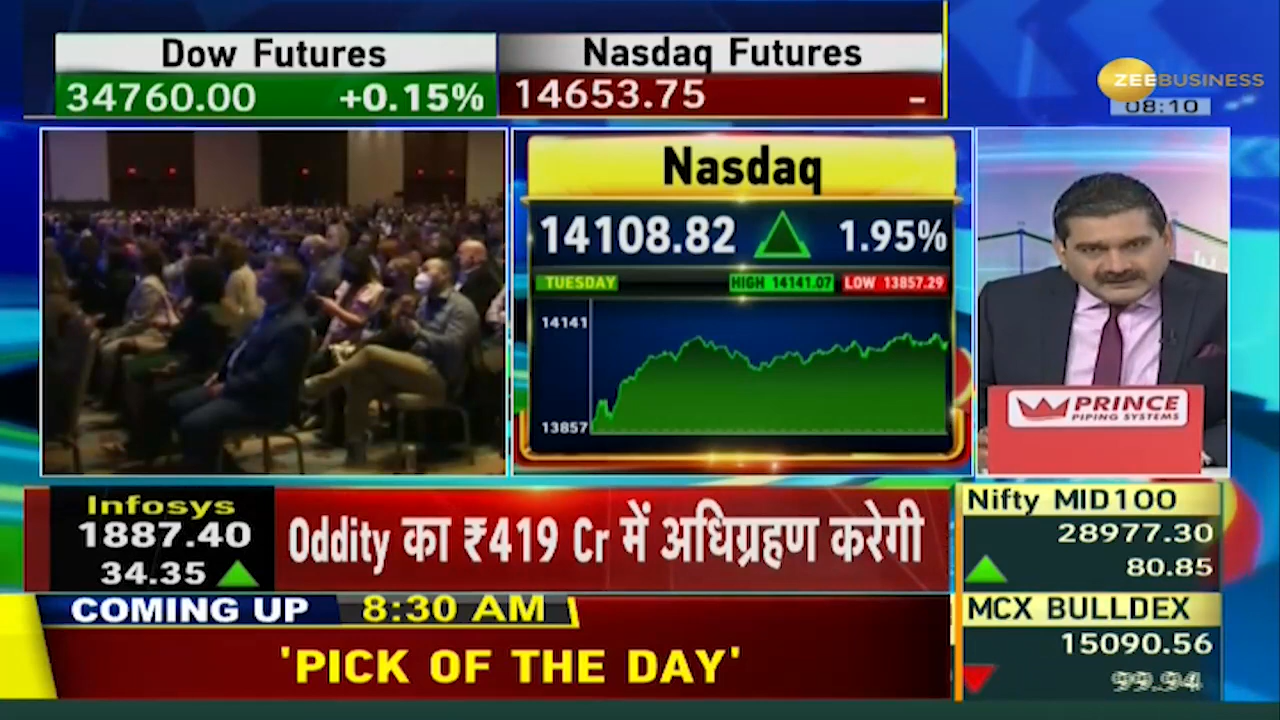 Dow Futures
34760.00 +0.15%
Nasdaq Futures
14653.75 -
ZEEBUSINESS
08:10
Nasdaq
14108.82 1.95%
TUESDAY HIGH 14141.07 LOW 13857.29
14141
13857
PRINCE
PIPING SYSTEMS
Infosys
1887.40
34.35
Oddity का ₹419 Cr में अधिग्रहण करेगी
Nifty MID100
28977.30
80.85
COMING UP 8:30 AM
'PICK OF THE DAY'
MCX BULLDEX
15090.56